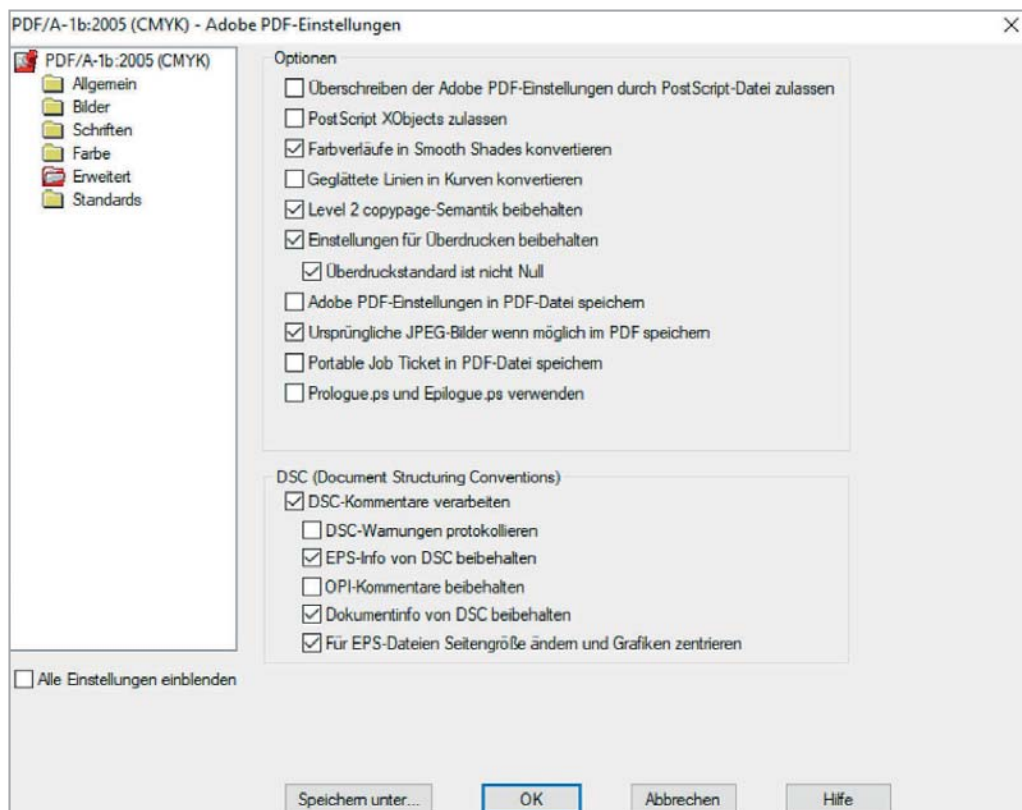 PDF/A-1b:2005 (CMYK) - Adobe PDF-Einstellungen
PDF/A-1b:2005 (CMYK)
Allgemein
Bilder
Schriften
Farbe
Erweitert
Standards
Alle Einstellungen einblenden
Optionen
Überschreiben der Adobe PDF-Einstellungen durch PostScript-Datei zulassen
PostScript XObjects zulassen
Farbverläufe in Smooth Shades konvertieren
Geglättete Linien in Kurven konvertieren
Level 2 copypage-Semantik beibehalten
Einstellungen für Überdrucken beibehalten
Überdruckstandard ist nicht Null
Adobe PDF-Einstellungen in PDF-Datei speichern
Ursprüngliche JPEG-Bilder wenn möglich im PDF speichern
Portable Job Ticket in PDF-Datei speichern
Prologue.ps und Epilogue.ps verwenden
DSC (Document Structuring Conventions)
DSC-Kommentare verarbeiten
DSC-Warnungen protokollieren
EPS-Info von DSC beibehalten
OPI-Kommentare beibehalten
Dokumentinfo von DSC beibehalten
Für EPS-Dateien Seitengröße ändern und Grafiken zentrieren
Speichern unter...
OK
Abbrechen
Hilfe